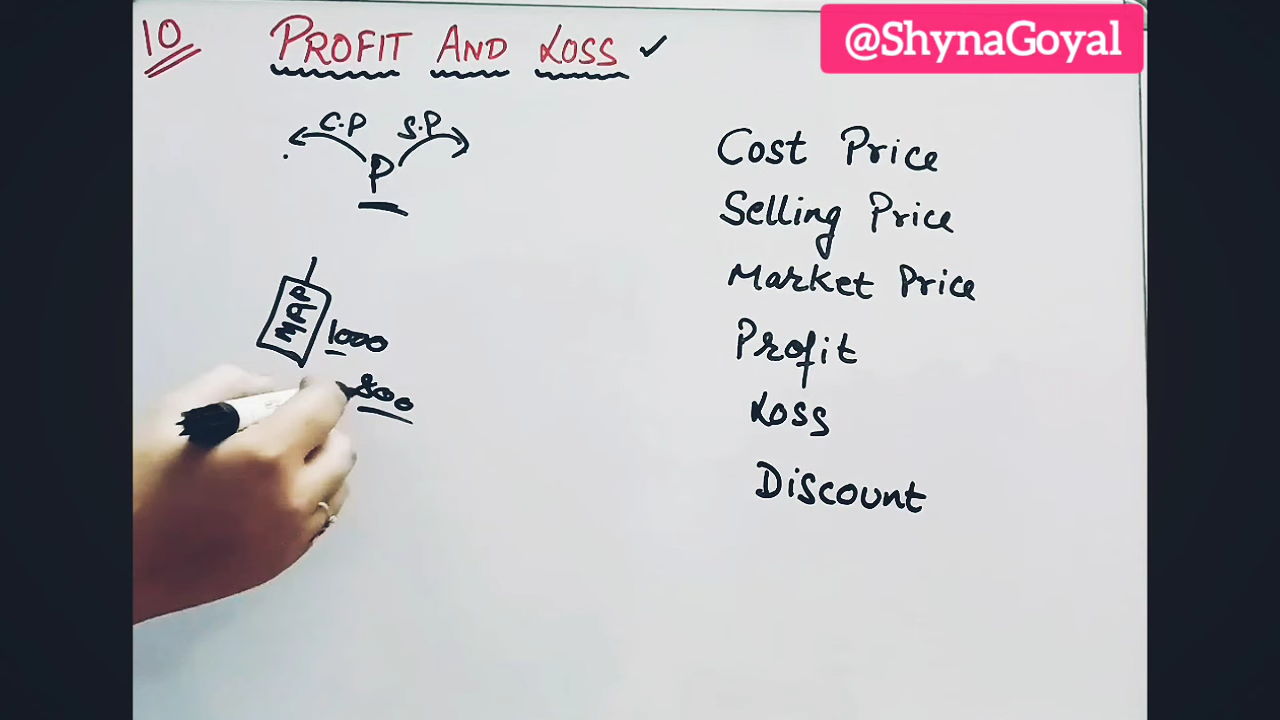 10 PROFIT AND LOSS ✓
@ShynaGoyal
C.P S.P
P
Cost Price
Selling Price
Market Price
Profit
Loss
Discount
MRP
1000
800